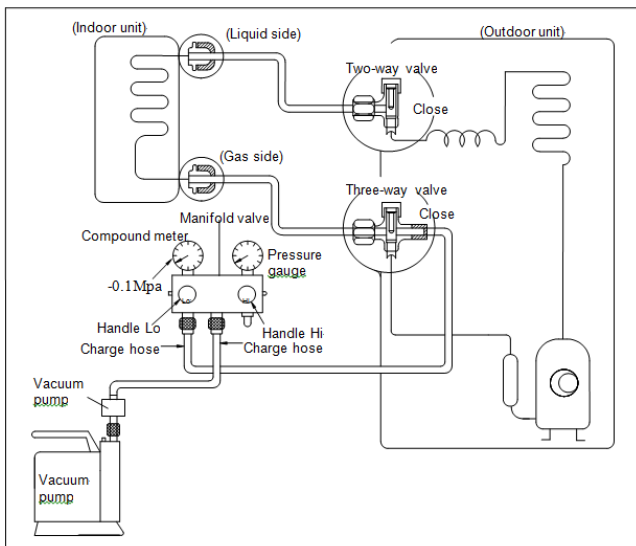 (Indoor unit)
(Liquid side)
(Outdoor unit)
Two-way valve
Close
(Gas side)
Three-way valve
Close
Manifold valve
Compound meter
Pressure
gauge
-0.1Mpa
Lo
Handle Lo
Handle Hi
Charge hose
Charge hose
Vacuum
pump
Vacuum
pump